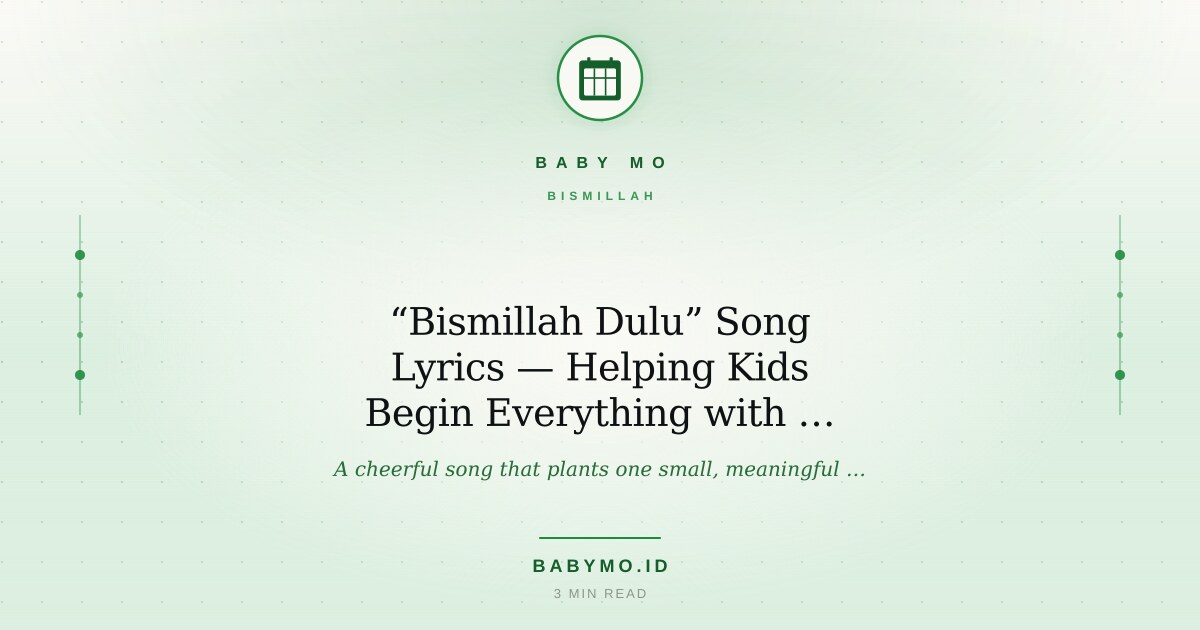 BABY MO
BISMILLAH
“Bismillah Dulu” Song
Lyrics — Helping Kids
Begin Everything with …
A cheerful song that plants one small, meaningful …
BABYMO.ID
3 MIN READ